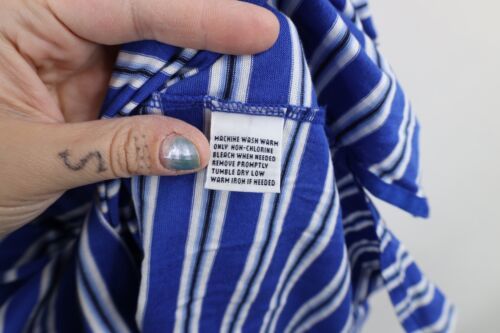 MACHINE WASH WARM
ONLY NON-CHLORINE
BLEACH WHEN NEEDED
REMOVE PROMPTLY
TUMBLE DRY LOW
WARM IRON IF NEEDED